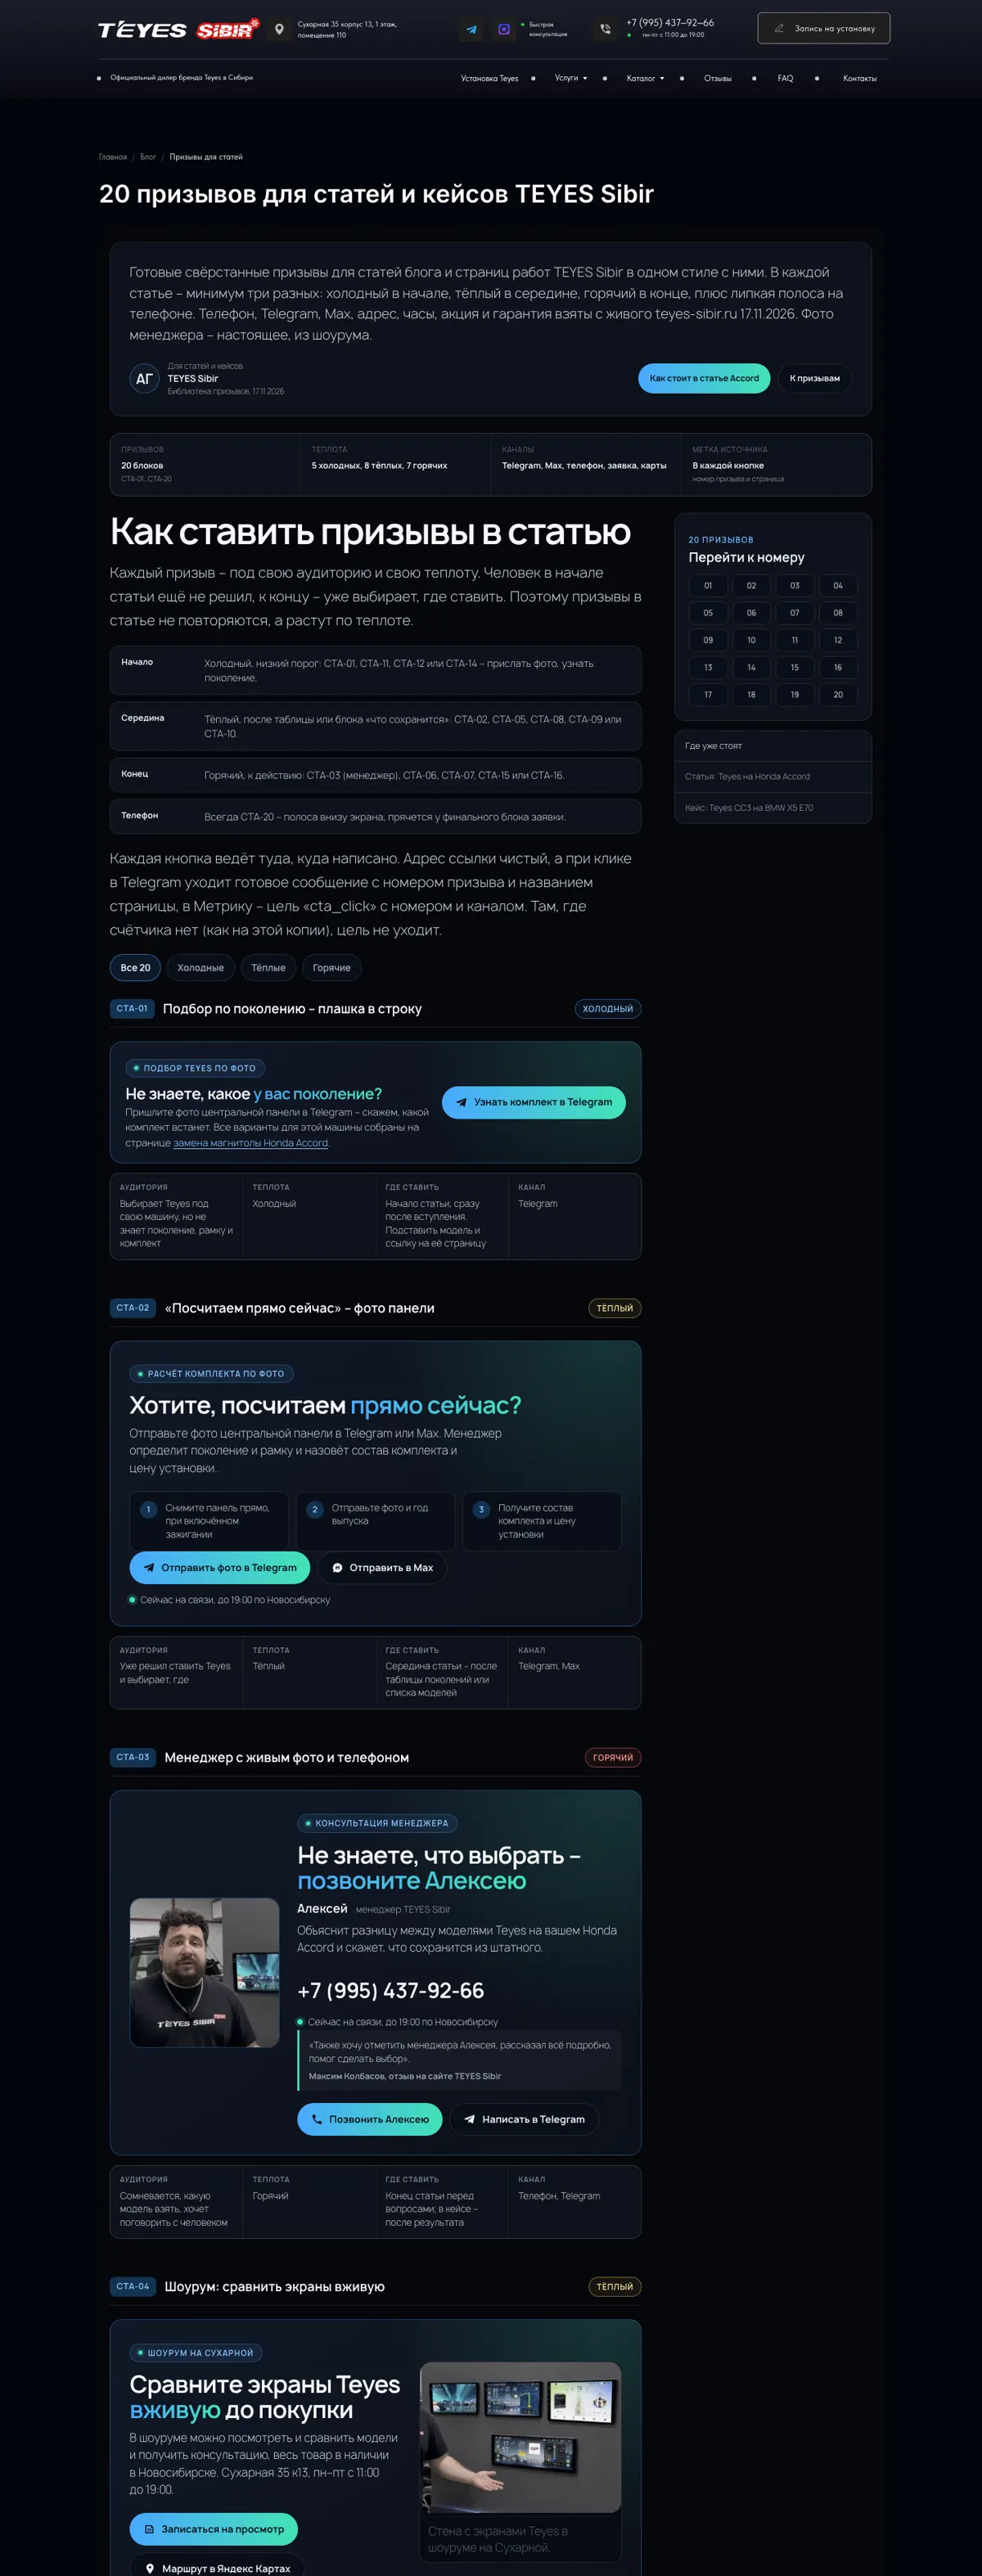 TEYES SIBIR
Сухарная 35 корпус 13, 1 этаж,
помещение 110
Быстрая
консультация
+7 (995) 437–92–66
пн-пт с 11:00 до 19:00
Запись на установку
Официальный дилер бренда Teyes в Сибири
Установка Teyes
Услуги
Каталог
Отзывы
FAQ
Контакты
Главная / Блог / Призывы для статей
20 призывов для статей и кейсов TEYES Sibir
Готовые свёрстанные призывы для статей блога и страниц работ TEYES Sibir в одном стиле с ними. В каждой
статье – минимум три разных: холодный в начале, тёплый в середине, горячий в конце, плюс липкая полоса на
телефоне. Телефон, Telegram, Max, адрес, часы, акция и гарантия взяты с живого teyes-sibir.ru 17.11.2026. Фото
менеджера – настоящее, из шоурума.
АГ
Для статей и кейсов
TEYES Sibir
Библиотека призывов, 17.11.2026
Как стоит в статье Accord
К призывам
ПРИЗЫВОВ
20 блоков
CTA-01…CTA-20
ТЕПЛОТА
5 холодных, 8 тёплых, 7 горячих
КАНАЛЫ
Telegram, Max, телефон, заявка, карты
МЕТКА ИСТОЧНИКА
В каждой кнопке
номер призыва и страница
Как ставить призывы в статью
Каждый призыв – под свою аудиторию и свою теплоту. Человек в начале
статьи ещё не решил, к концу – уже выбирает, где ставить. Поэтому призывы в
статье не повторяются, а растут по теплоте.
Начало
Холодный, низкий порог: CTA-01, CTA-11, CTA-12 или CTA-14 – прислать фото, узнать
поколение.
Середина
Тёплый, после таблицы или блока «что сохранится»: CTA-02, CTA-05, CTA-08, CTA-09 или
CTA-10.
Конец
Горячий, к действию: CTA-03 (менеджер), CTA-06, CTA-07, CTA-15 или CTA-16.
Телефон
Всегда CTA-20 – полоса внизу экрана, прячется у финального блока заявки.
Каждая кнопка ведёт туда, куда написано. Адрес ссылки чистый, а при клике
в Telegram уходит готовое сообщение с номером призыва и названием
страницы, в Метрику – цель «cta_click» с номером и каналом. Там, где
счётчика нет (как на этой копии), цель не уходит.
20 ПРИЗЫВОВ
Перейти к номеру
01 02 03 04
05 06 07 08
09 10 11 12
13 14 15 16
17 18 19 20
Где уже стоят
Статья: Teyes на Honda Accord
Кейс: Teyes CC3 на BMW X5 E70
Все 20
Холодные
Тёплые
Горячие
CTA-01 Подбор по поколению – плашка в строку
ХОЛОДНЫЙ
ПОДБОР TEYES ПО ФОТО
Не знаете, какое у вас поколение?
Пришлите фото центральной панели в Telegram – скажем, какой
комплект встанет. Все варианты для этой машины собраны на
странице замена магнитолы Honda Accord.
Узнать комплект в Telegram
АУДИТОРИЯ
Выбирает Teyes под
свою машину, но не
знает поколение, рамку и
комплект
ТЕПЛОТА
Холодный
ГДЕ СТАВИТЬ
Начало статьи, сразу
после вступления.
Подставить модель и
ссылку на её страницу
КАНАЛ
Telegram
CTA-02 «Посчитаем прямо сейчас» – фото панели
ТЁПЛЫЙ
РАСЧЁТ КОМПЛЕКТА ПО ФОТО
Хотите, посчитаем прямо сейчас?
Отправьте фото центральной панели в Telegram или Max. Менеджер
определит поколение и рамку и назовёт состав комплекта и
цену установки.
1 Снимите панель прямо,
при включённом
зажигании
2 Отправьте фото и год
выпуска
3 Получите состав
комплекта и цену
установки
Отправить фото в Telegram
Отправить в Max
Сейчас на связи, до 19:00 по Новосибирску
АУДИТОРИЯ
Уже решил ставить Teyes
и выбирает, где
ТЕПЛОТА
Тёплый
ГДЕ СТАВИТЬ
Середина статьи – после
таблицы поколений или
списка моделей
КАНАЛ
Telegram, Max
CTA-03 Менеджер с живым фото и телефоном
ГОРЯЧИЙ
КОНСУЛЬТАЦИЯ МЕНЕДЖЕРА
Не знаете, что выбрать –
позвоните Алексею
Алексей менеджер TEYES Sibir
Объяснит разницу между моделями Teyes на вашем Honda
Accord и скажет, что сохранится из штатного.
+7 (995) 437-92-66
Сейчас на связи, до 19:00 по Новосибирску
«Также хочу отметить менеджера Алексея, рассказал всё подробно,
помог сделать выбор».
Максим Колбасов, отзыв на сайте TEYES Sibir
Позвонить Алексею
Написать в Telegram
TEYES SIBIR
АУДИТОРИЯ
Сомневается, какую
модель взять, хочет
поговорить с человеком
ТЕПЛОТА
Горячий
ГДЕ СТАВИТЬ
Конец статьи перед
вопросами; в кейсе –
после результата
КАНАЛ
Телефон, Telegram
CTA-04 Шоурум: сравнить экраны вживую
ТЁПЛЫЙ
ШОУРУМ НА СУХАРНОЙ
Сравните экраны Teyes
вживую до покупки
В шоуруме можно посмотреть и сравнить модели
и получить консультацию, весь товар в наличии
в Новосибирске. Сухарная 35 к13, пн–пт с 11:00
до 19:00.
Записаться на просмотр
Маршрут в Яндекс Картах
Стена с экранами Teyes в
шоуруме на Сухарной.